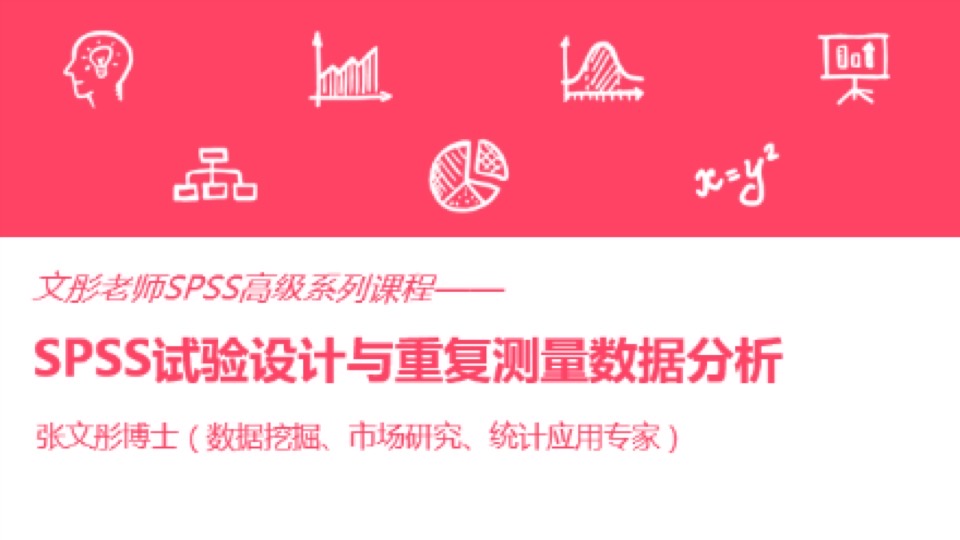 x=y²
文彤老师SPSS高级系列课程——
SPSS试验设计与重复测量数据分析
张文彤博士（数据挖掘、市场研究、统计应用专家）